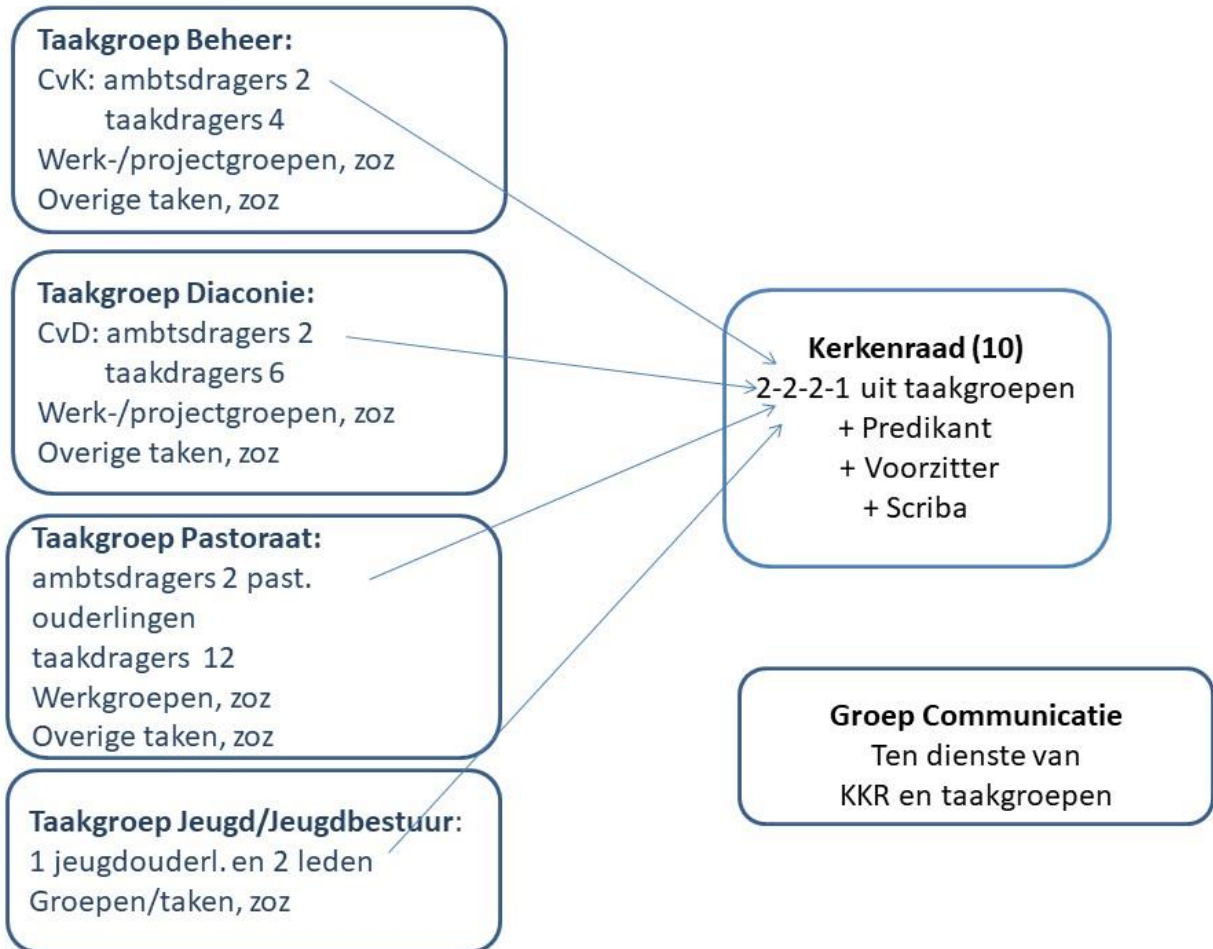 Taakgroep Beheer:
CvK: ambtsdragers 2
taakdragers 4
Werk-/projectgroepen, zoz
Overige taken, zoz
Taakgroep Diaconie:
CvD: ambtsdragers 2
taakdragers 6
Werk-/projectgroepen, zoz
Overige taken, zoz
Taakgroep Pastoraat:
ambtsdragers 2 past.
ouderlingen
taakdragers 12
Werkgroepen, zoz
Overige taken, zoz
Taakgroep Jeugd/Jeugdbestuur:
1 jeugdouderl. en 2 leden
Groepen/taken, zoz
Kerkenraad (10)
2-2-2-1 uit taakgroepen
+ Predikant
+ Voorzitter
+ Scriba
Groep Communicatie
Ten dienste van
KKR en taakgroepen